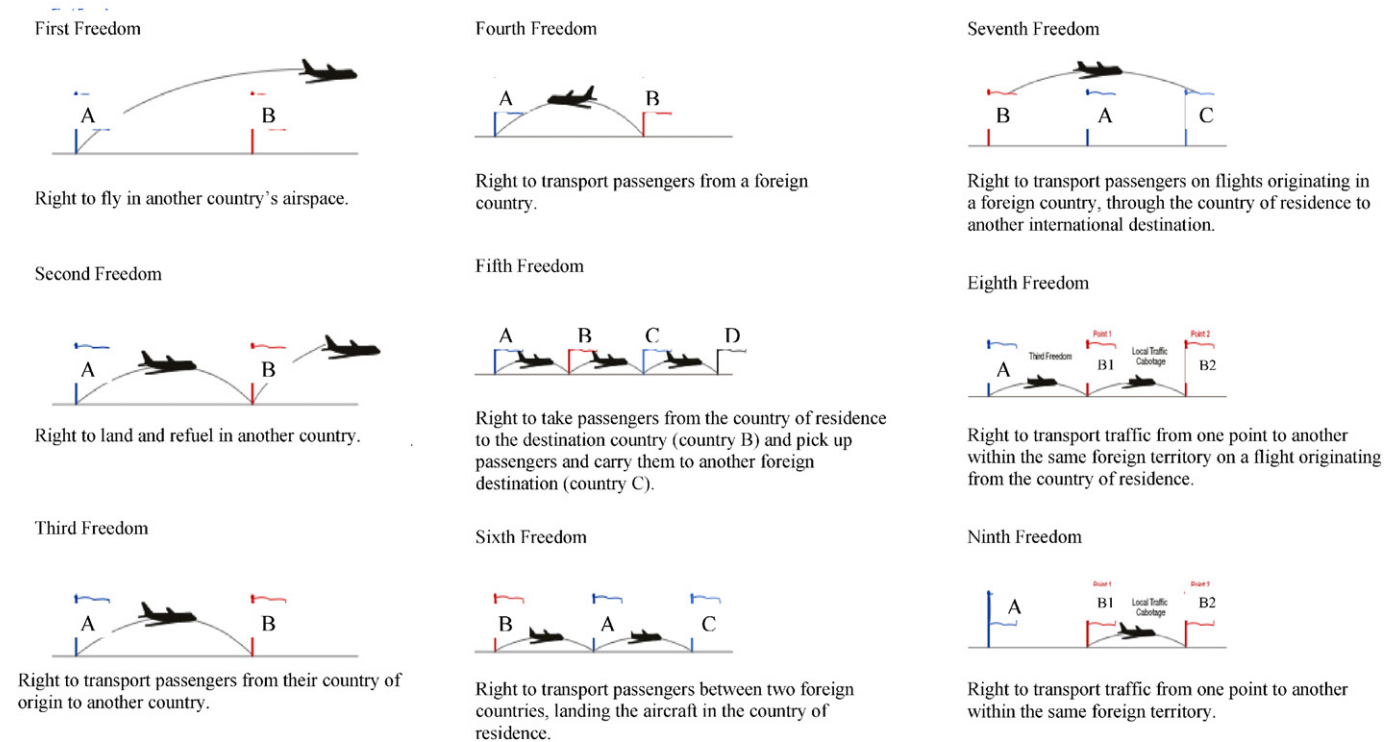 First Freedom
A
B
Right to fly in another country’s airspace.
Second Freedom
A
B
Right to land and refuel in another country.
Third Freedom
A
B
Right to transport passengers from their country of
origin to another country.
Fourth Freedom
A
B
Right to transport passengers from a foreign
country.
Fifth Freedom
A B C D
Right to take passengers from the country of residence
to the destination country (country B) and pick up
passengers and carry them to another foreign
destination (country C).
Sixth Freedom
B A C
Right to transport passengers between two foreign
countries, landing the aircraft in the country of
residence.
Seventh Freedom
B A C
Right to transport passengers on flights originating in
a foreign country, through the country of residence to
another international destination.
Eighth Freedom
Point 1 Point 2
Third Freedom Local Traffic
Cabotage
A B1 B2
Right to transport traffic from one point to another
within the same foreign territory on a flight originating
from the country of residence.
Ninth Freedom
Point 1
A B1 Local Traffic B2
Cabotage
Right to transport traffic from one point to another
within the same foreign territory.